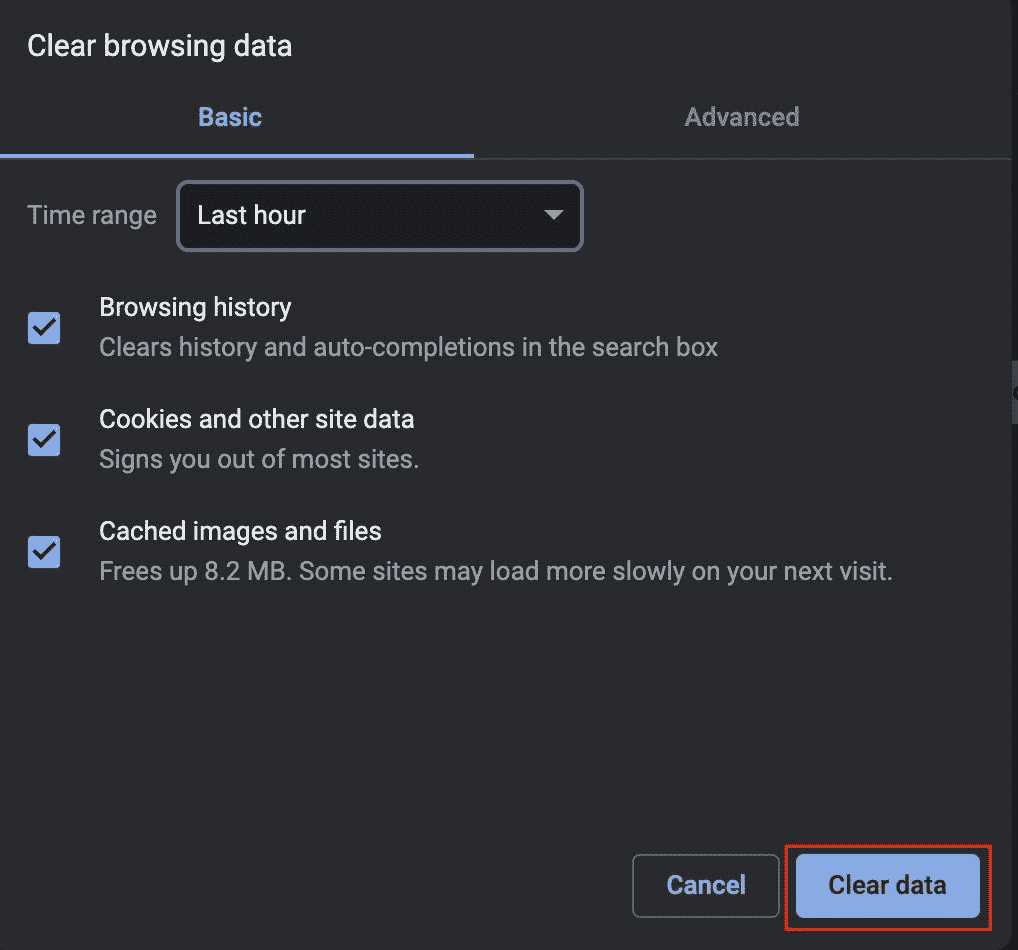 Clear browsing data
Basic
Advanced
Time range
Last hour
Browsing history
Clears history and auto-completions in the search box
Cookies and other site data
Signs you out of most sites.
Cached images and files
Frees up 8.2 MB. Some sites may load more slowly on your next visit.
Cancel
Clear data